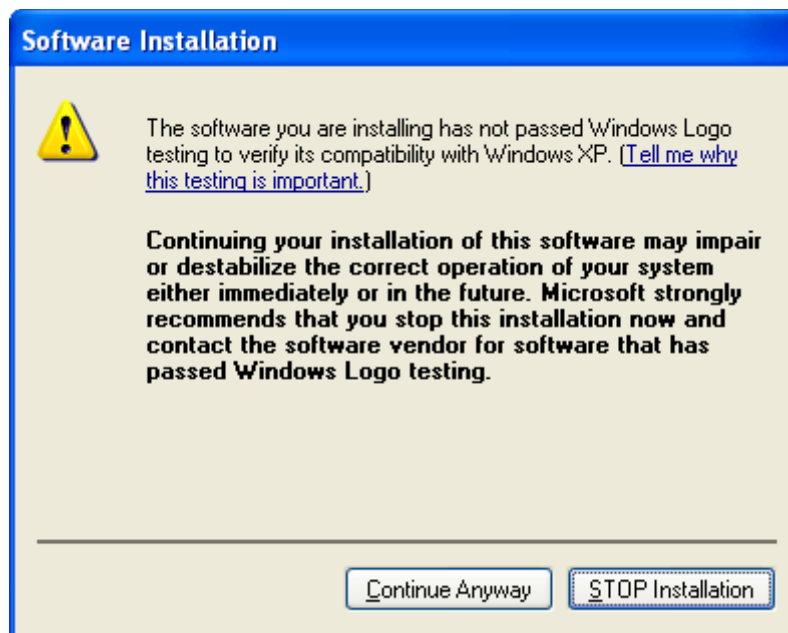 Software Installation
The software you are installing has not passed Windows Logo
testing to verify its compatibility with Windows XP. (Tell me why
this testing is important.)
Continuing your installation of this software may impair
or destabilize the correct operation of your system
either immediately or in the future. Microsoft strongly
recommends that you stop this installation now and
contact the software vendor for software that has
passed Windows Logo testing.
Continue Anyway
STOP Installation